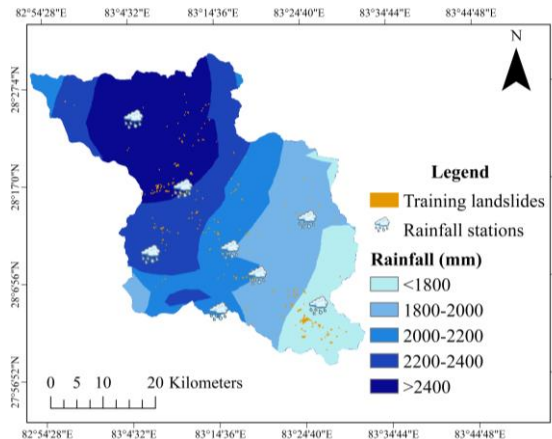 82°54'28"E 83°4'32"E 83°14'36"E 83°24'40"E 83°34'44"E 83°44'48"E
N
28°27'4"N
28°17'0"N
28°6'56"N
27°56'52"N
Legend
Training landslides
Rainfall stations
Rainfall (mm)
<1800
1800-2000
2000-2200
2200-2400
>2400
0 5 10 20 Kilometers
82°54'28"E 83°4'32"E 83°14'36"E 83°24'40"E 83°34'44"E 83°44'48"E